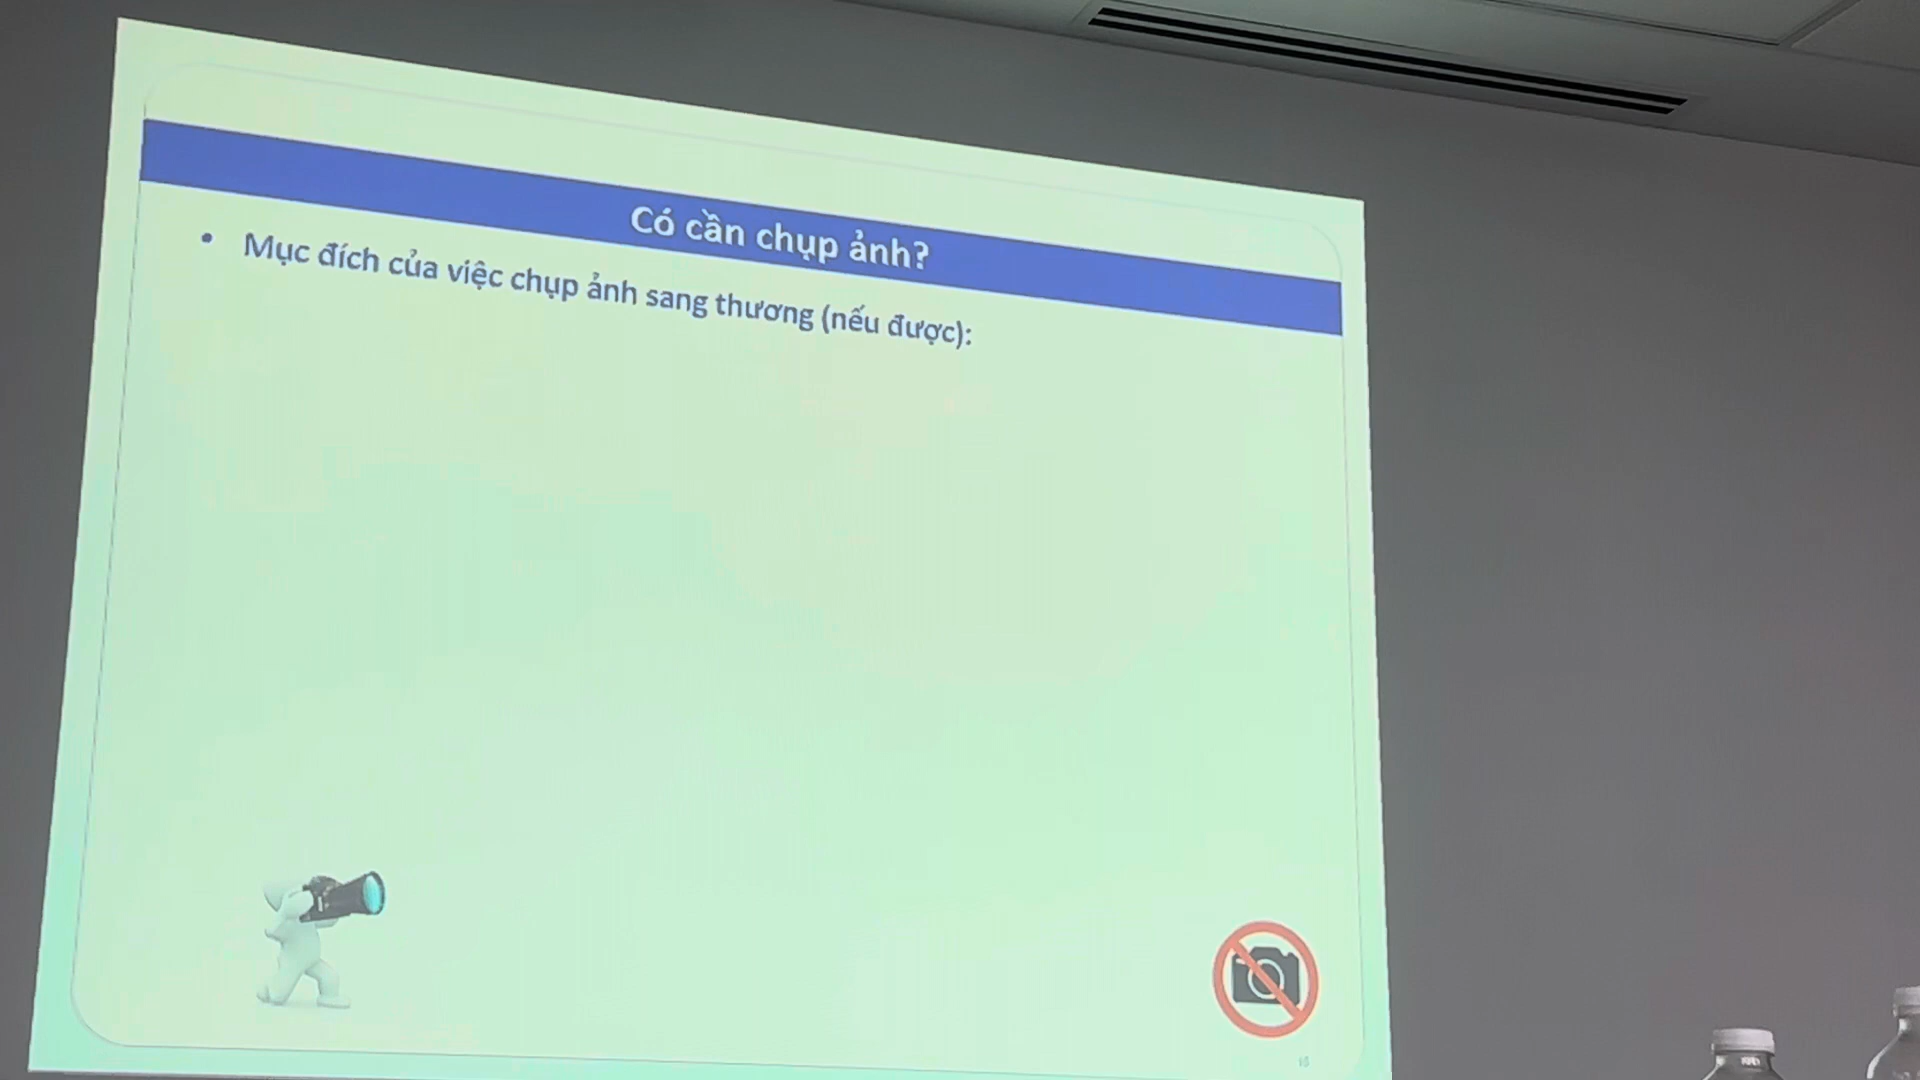 Có cần chụp ảnh?
• Mục đích của việc chụp ảnh sang thương (nếu được):